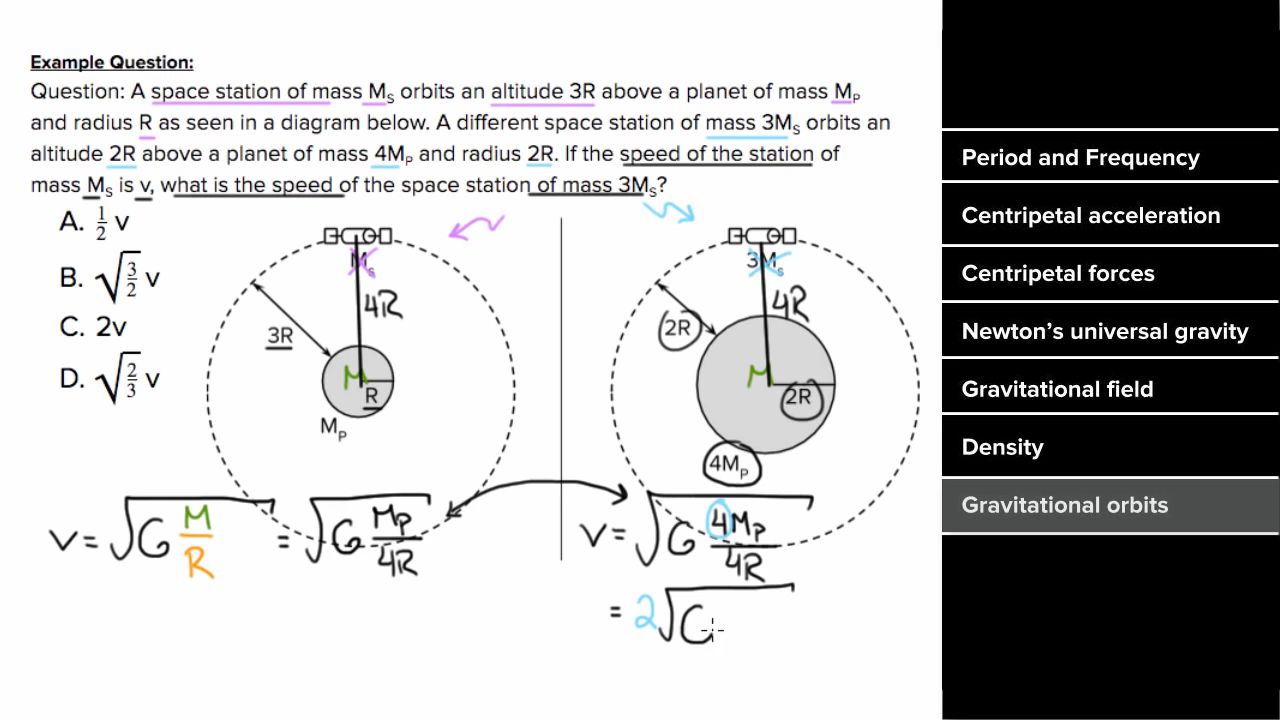 Example Question:
Question: A space station of mass Mₛ orbits an altitude 3R above a planet of mass Mₚ
and radius R as seen in a diagram below. A different space station of mass 3Mₛ orbits an
altitude 2R above a planet of mass 4Mₚ and radius 2R. If the speed of the station of
mass Mₛ is v, what is the speed of the space station of mass 3Mₛ?
A. 1/2 v
B. √(3/2) v
C. 2v
D. √(2/3) v
Mₛ
4R
3R
M
R
Mₚ
v = √(G M/R) = √(G Mₚ/4R)
3Mₛ
4R
2R
M
2R
4Mₚ
v = √(G 4Mₚ/4R)
= 2√G
Period and Frequency
Centripetal acceleration
Centripetal forces
Newton's universal gravity
Gravitational field
Density
Gravitational orbits